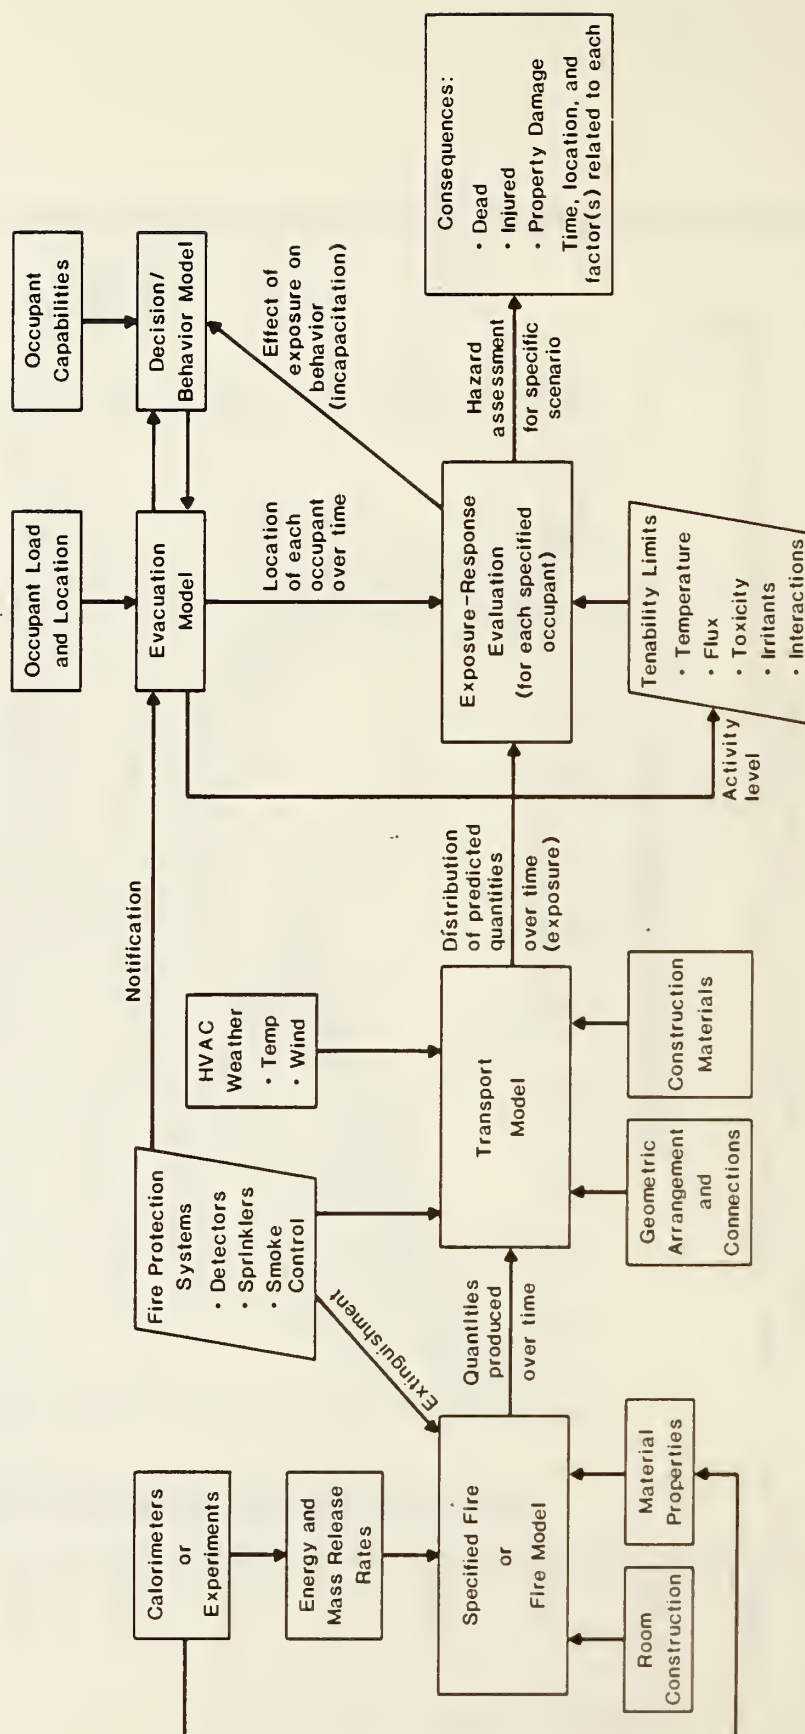 Calorimeters
or
Experiments
Energy and
Mass Release
Rates
Specified Fire
or
Fire Model
Room
Construction
Material
Properties
Fire Protection
Systems
• Detectors
• Sprinklers
• Smoke
Control
Extinguishment
Quantities
produced
over time
HVAC
Weather
• Temp
• Wind
Transport
Model
Geometric
Arrangement
and
Connections
Construction
Materials
Notification
Distribution
of predicted
quantities
over time
(exposure)
Occupant Load
and Location
Evacuation
Model
Location
of each
occupant
over time
Exposure-Response
Evaluation
(for each specified
occupant)
Activity
level
Tenability Limits
• Temperature
• Flux
• Toxicity
• Irritants
• Interactions
Occupant
Capabilities
Decision/
Behavior Model
Effect of
exposure on
behavior
(incapacitation)
Hazard
assessment
for specific
scenario
Consequences:
• Dead
• Injured
• Property Damage
Time, location, and
factor(s) related to each